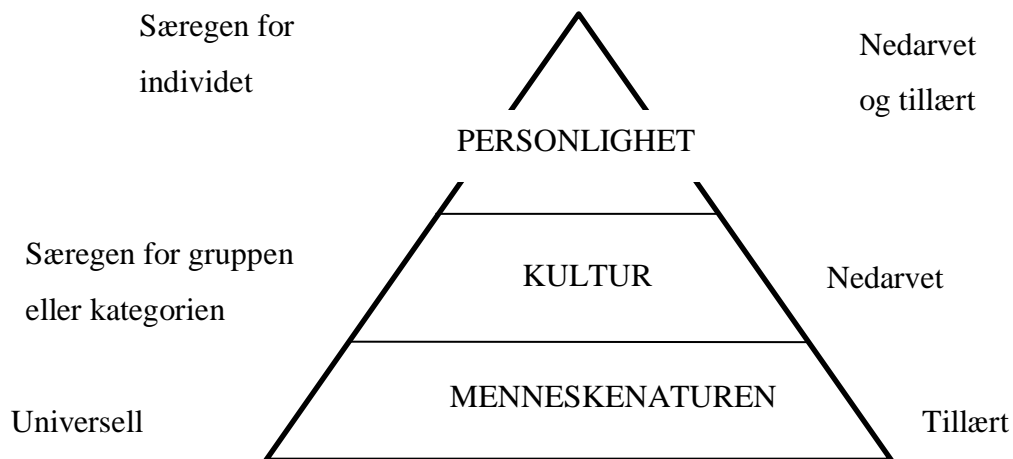 Særegen for
individet
Nedarvet
og tillært
PERSONLIGHET
Særegen for gruppen
eller kategorien
KULTUR
Nedarvet
Universell
MENNESKENATUREN
Tillært